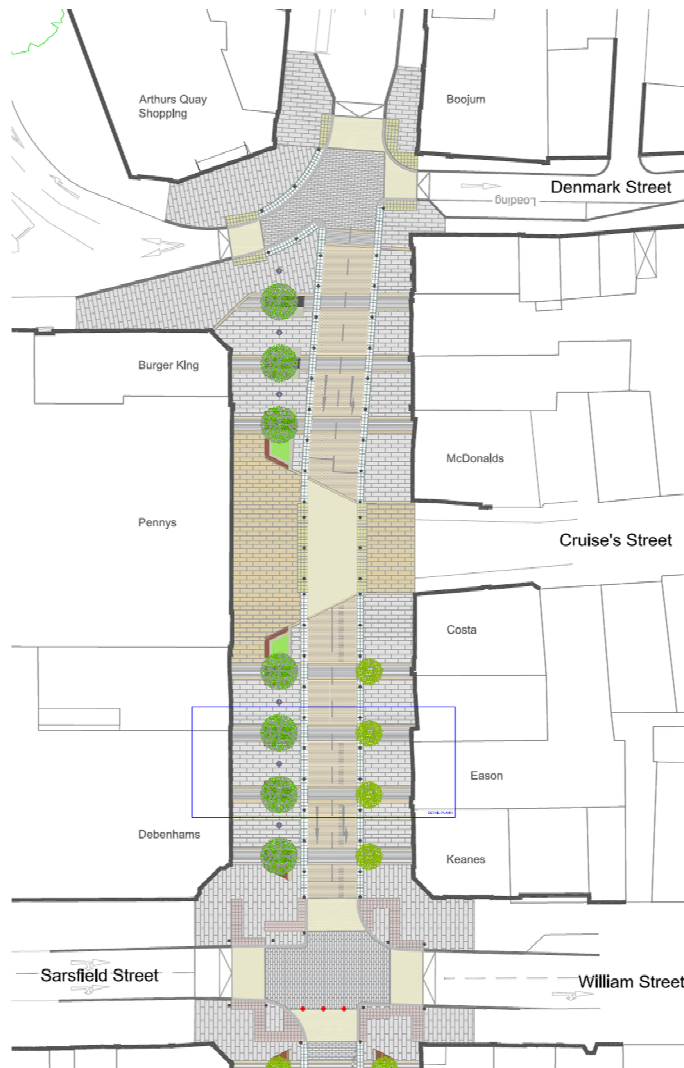 Arthurs Quay
Shopping
Boojum
Denmark Street
Loading
Burger King
McDonalds
Pennys
Cruise's Street
Costa
Eason
Debenhams
Keanes
Sarsfield Street
William Street